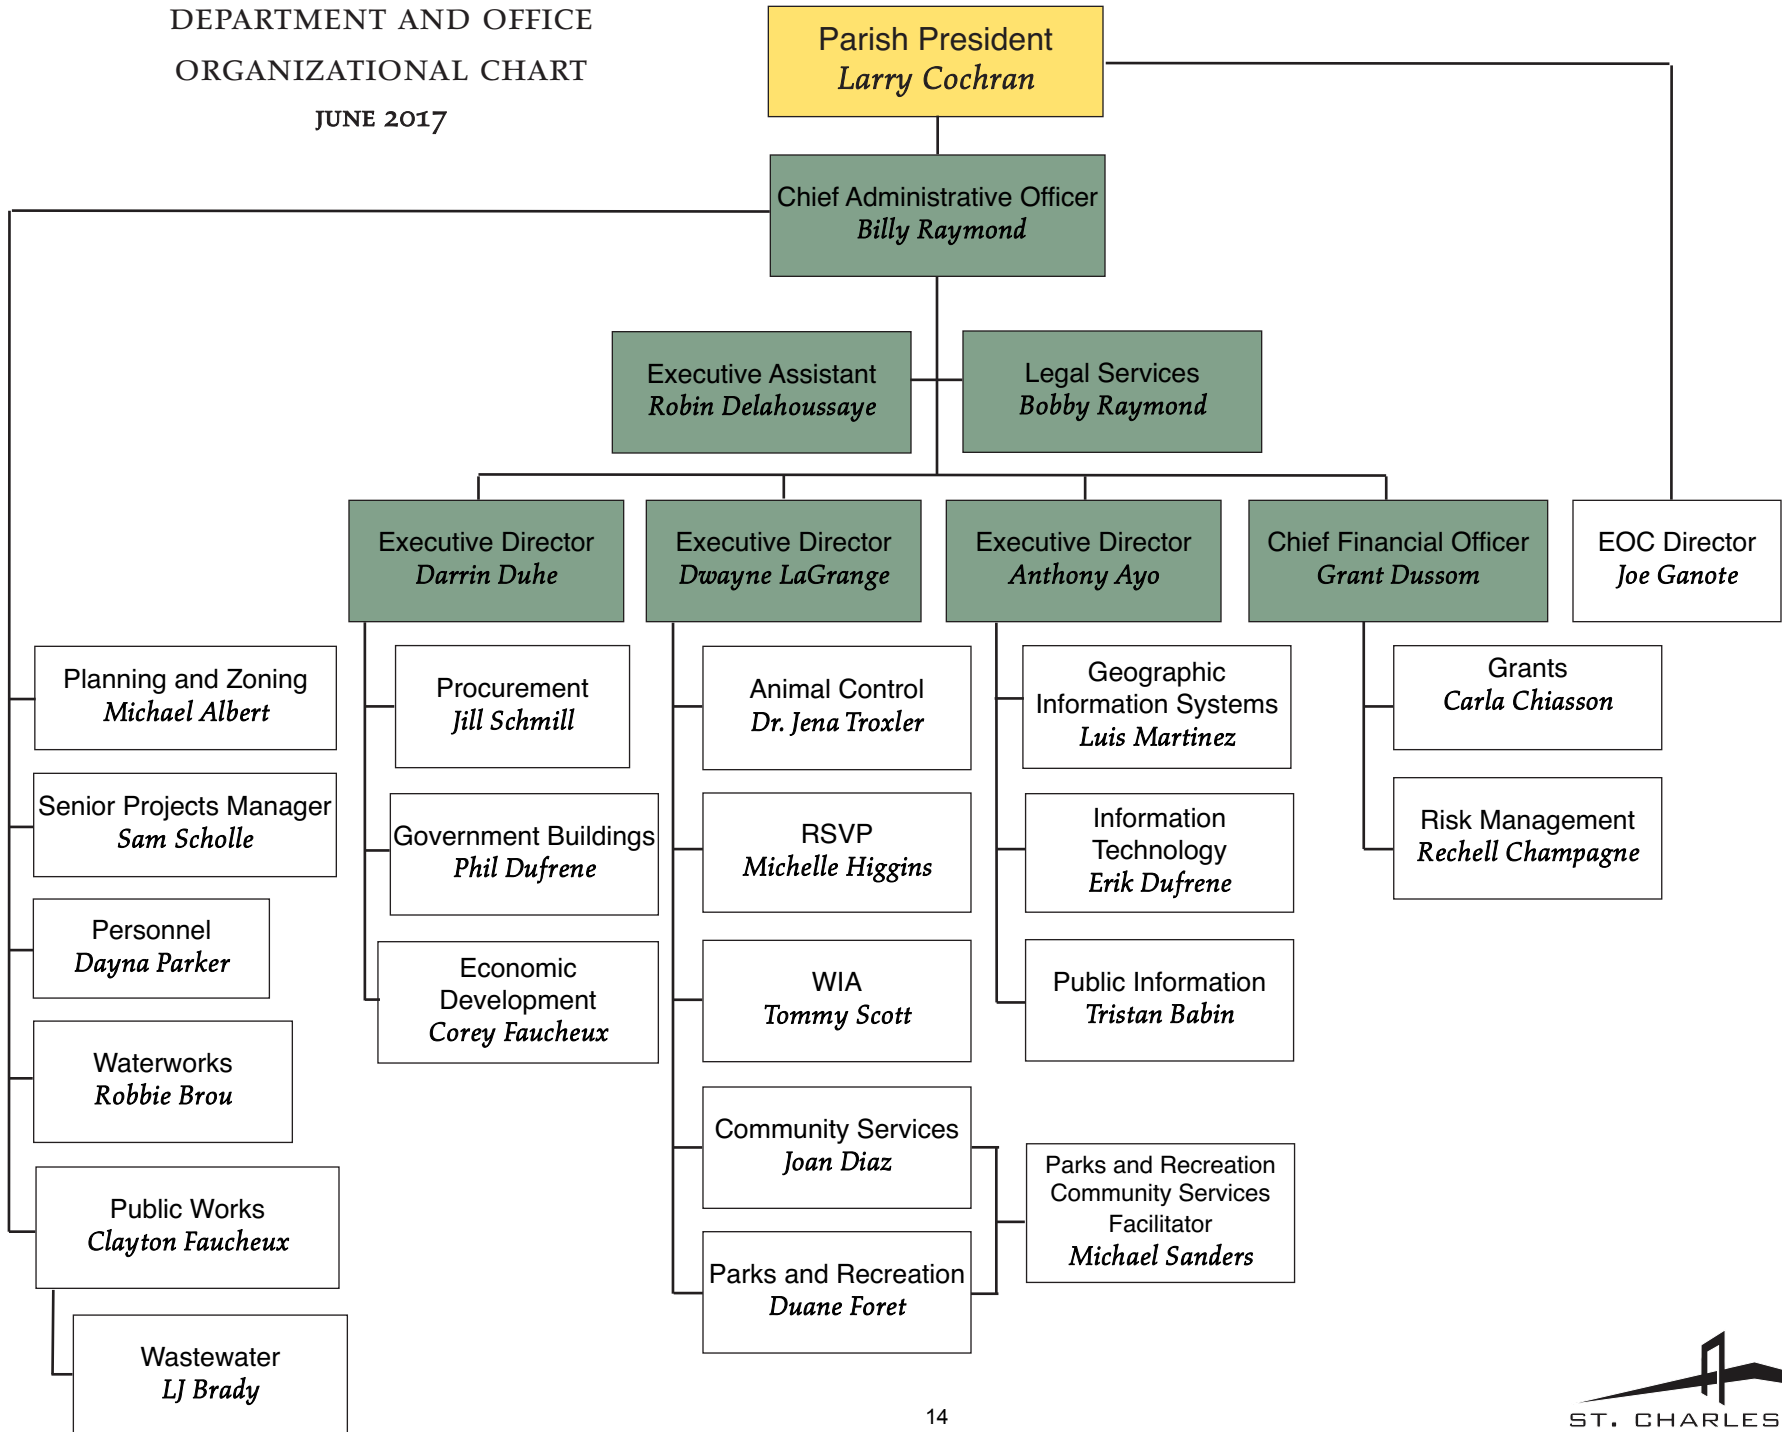 DEPARTMENT AND OFFICE
ORGANIZATIONAL CHART
JUNE 2017
Parish President
Larry Cochran
Chief Administrative Officer
Billy Raymond
Executive Assistant
Robin Delahoussaye
Legal Services
Bobby Raymond
Executive Director
Darrin Duhe
Executive Director
Dwayne LaGrange
Executive Director
Anthony Ayo
Chief Financial Officer
Grant Dussom
EOC Director
Joe Ganote
Planning and Zoning
Michael Albert
Senior Projects Manager
Sam Scholle
Personnel
Dayna Parker
Waterworks
Robbie Brou
Public Works
Clayton Faucheux
Wastewater
LJ Brady
Procurement
Jill Schmill
Government Buildings
Phil Dufrene
Economic
Development
Corey Faucheux
Animal Control
Dr. Jena Troxler
RSVP
Michelle Higgins
WIA
Tommy Scott
Community Services
Joan Diaz
Parks and Recreation
Duane Foret
Parks and Recreation
Community Services
Facilitator
Michael Sanders
Geographic
Information Systems
Luis Martinez
Information
Technology
Erik Dufrene
Public Information
Tristan Babin
Grants
Carla Chiasson
Risk Management
Rechell Champagne
14
ST. CHARLES